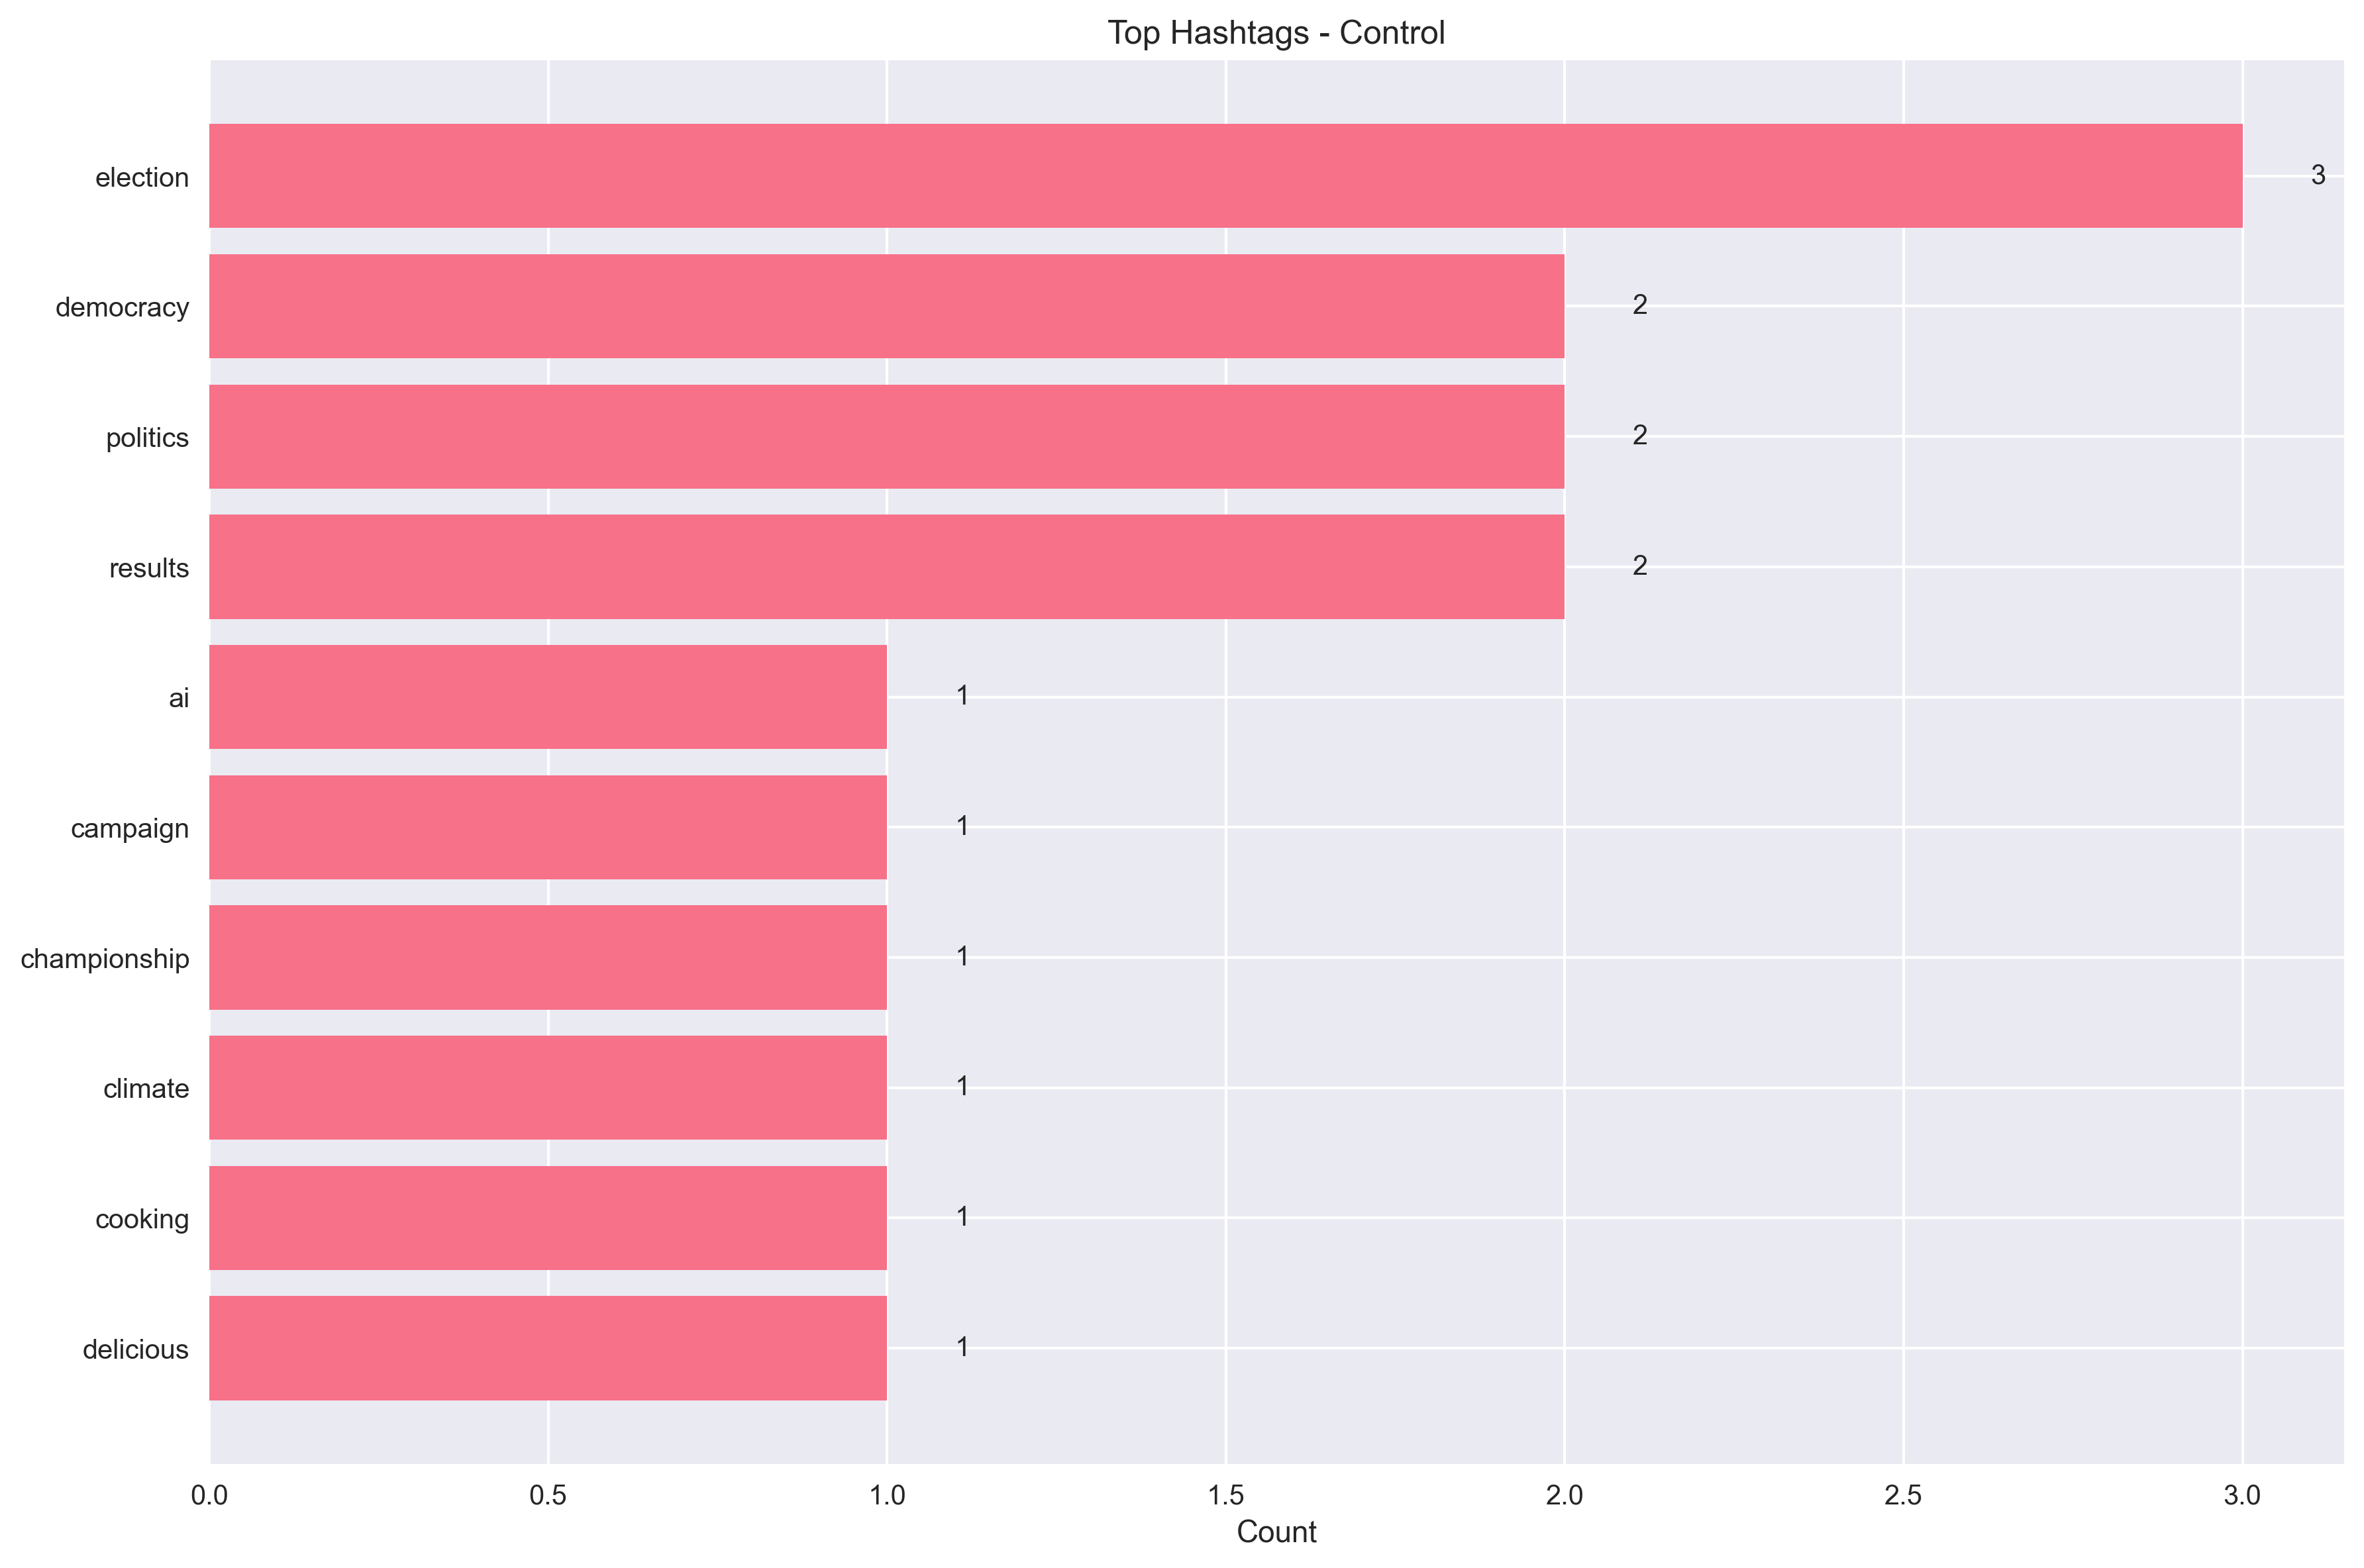 Top Hashtags - Control
election 3
democracy 2
politics 2
results 2
ai 1
campaign 1
championship 1
climate 1
cooking 1
delicious 1
0.0 0.5 1.0 1.5 2.0 2.5 3.0
Count